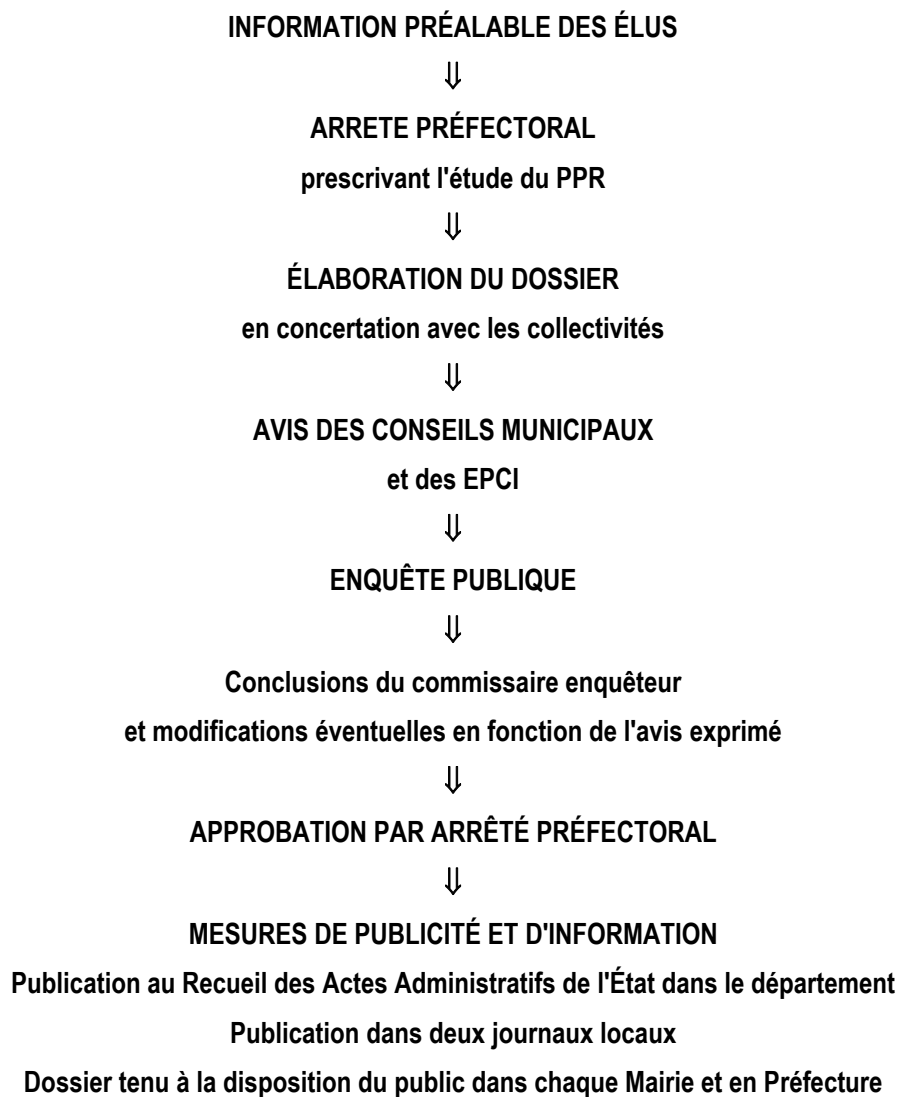 INFORMATION PRÉALABLE DES ÉLUS
⇓
ARRETE PRÉFECTORAL
prescrivant l'étude du PPR
⇓
ÉLABORATION DU DOSSIER
en concertation avec les collectivités
⇓
AVIS DES CONSEILS MUNICIPAUX
et des EPCI
⇓
ENQUÊTE PUBLIQUE
⇓
Conclusions du commissaire enquêteur
et modifications éventuelles en fonction de l'avis exprimé
⇓
APPROBATION PAR ARRÊTÉ PRÉFECTORAL
⇓
MESURES DE PUBLICITÉ ET D'INFORMATION
Publication au Recueil des Actes Administratifs de l'État dans le département
Publication dans deux journaux locaux
Dossier tenu à la disposition du public dans chaque Mairie et en Préfecture